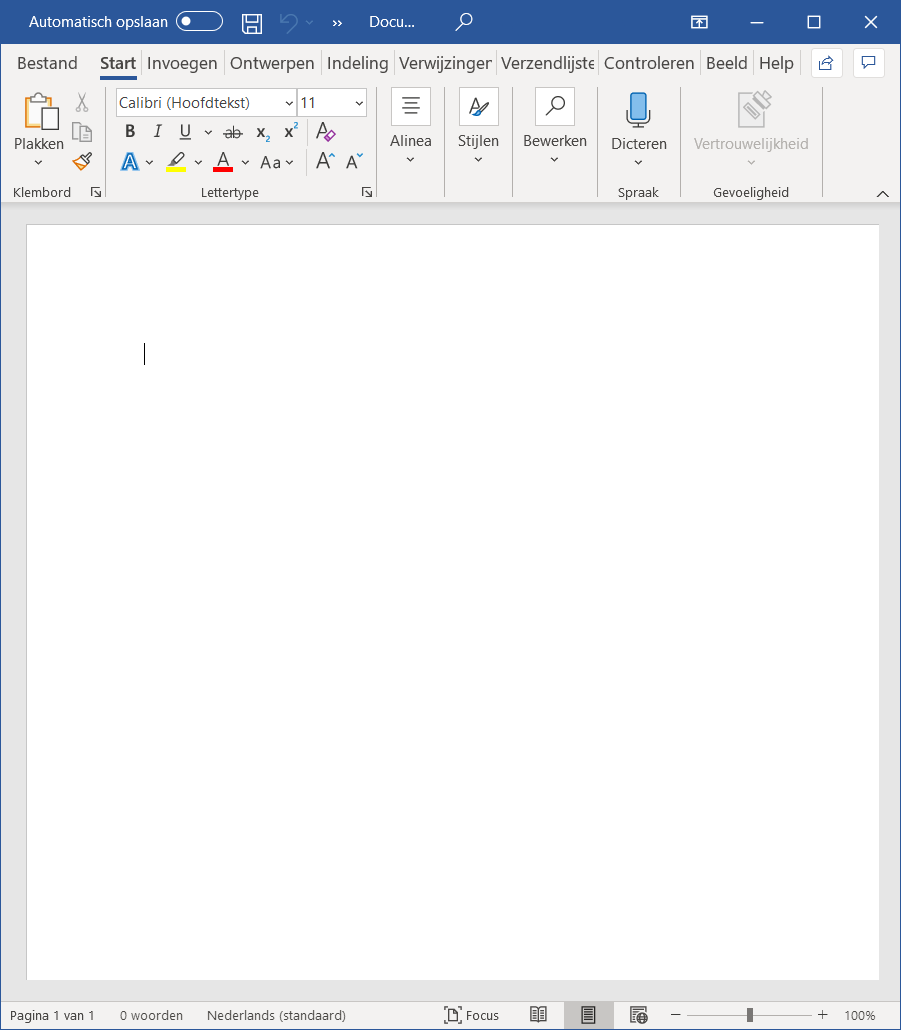 Automatisch opslaan Docu...
Bestand Start Invoegen Ontwerpen Indeling Verwijzinger Verzendlijste Controleren Beeld Help
Calibri (Hoofdtekst) 11
Plakken
B I U ab x2 x2 A
A A Aa A A
Klembord
Lettertype
Alinea
Stijlen
Bewerken
Dicteren
Spraak
Vertrouwelijkheid
Gevoeligheid
Pagina 1 van 1 0 woorden Nederlands (standaard) Focus 100%